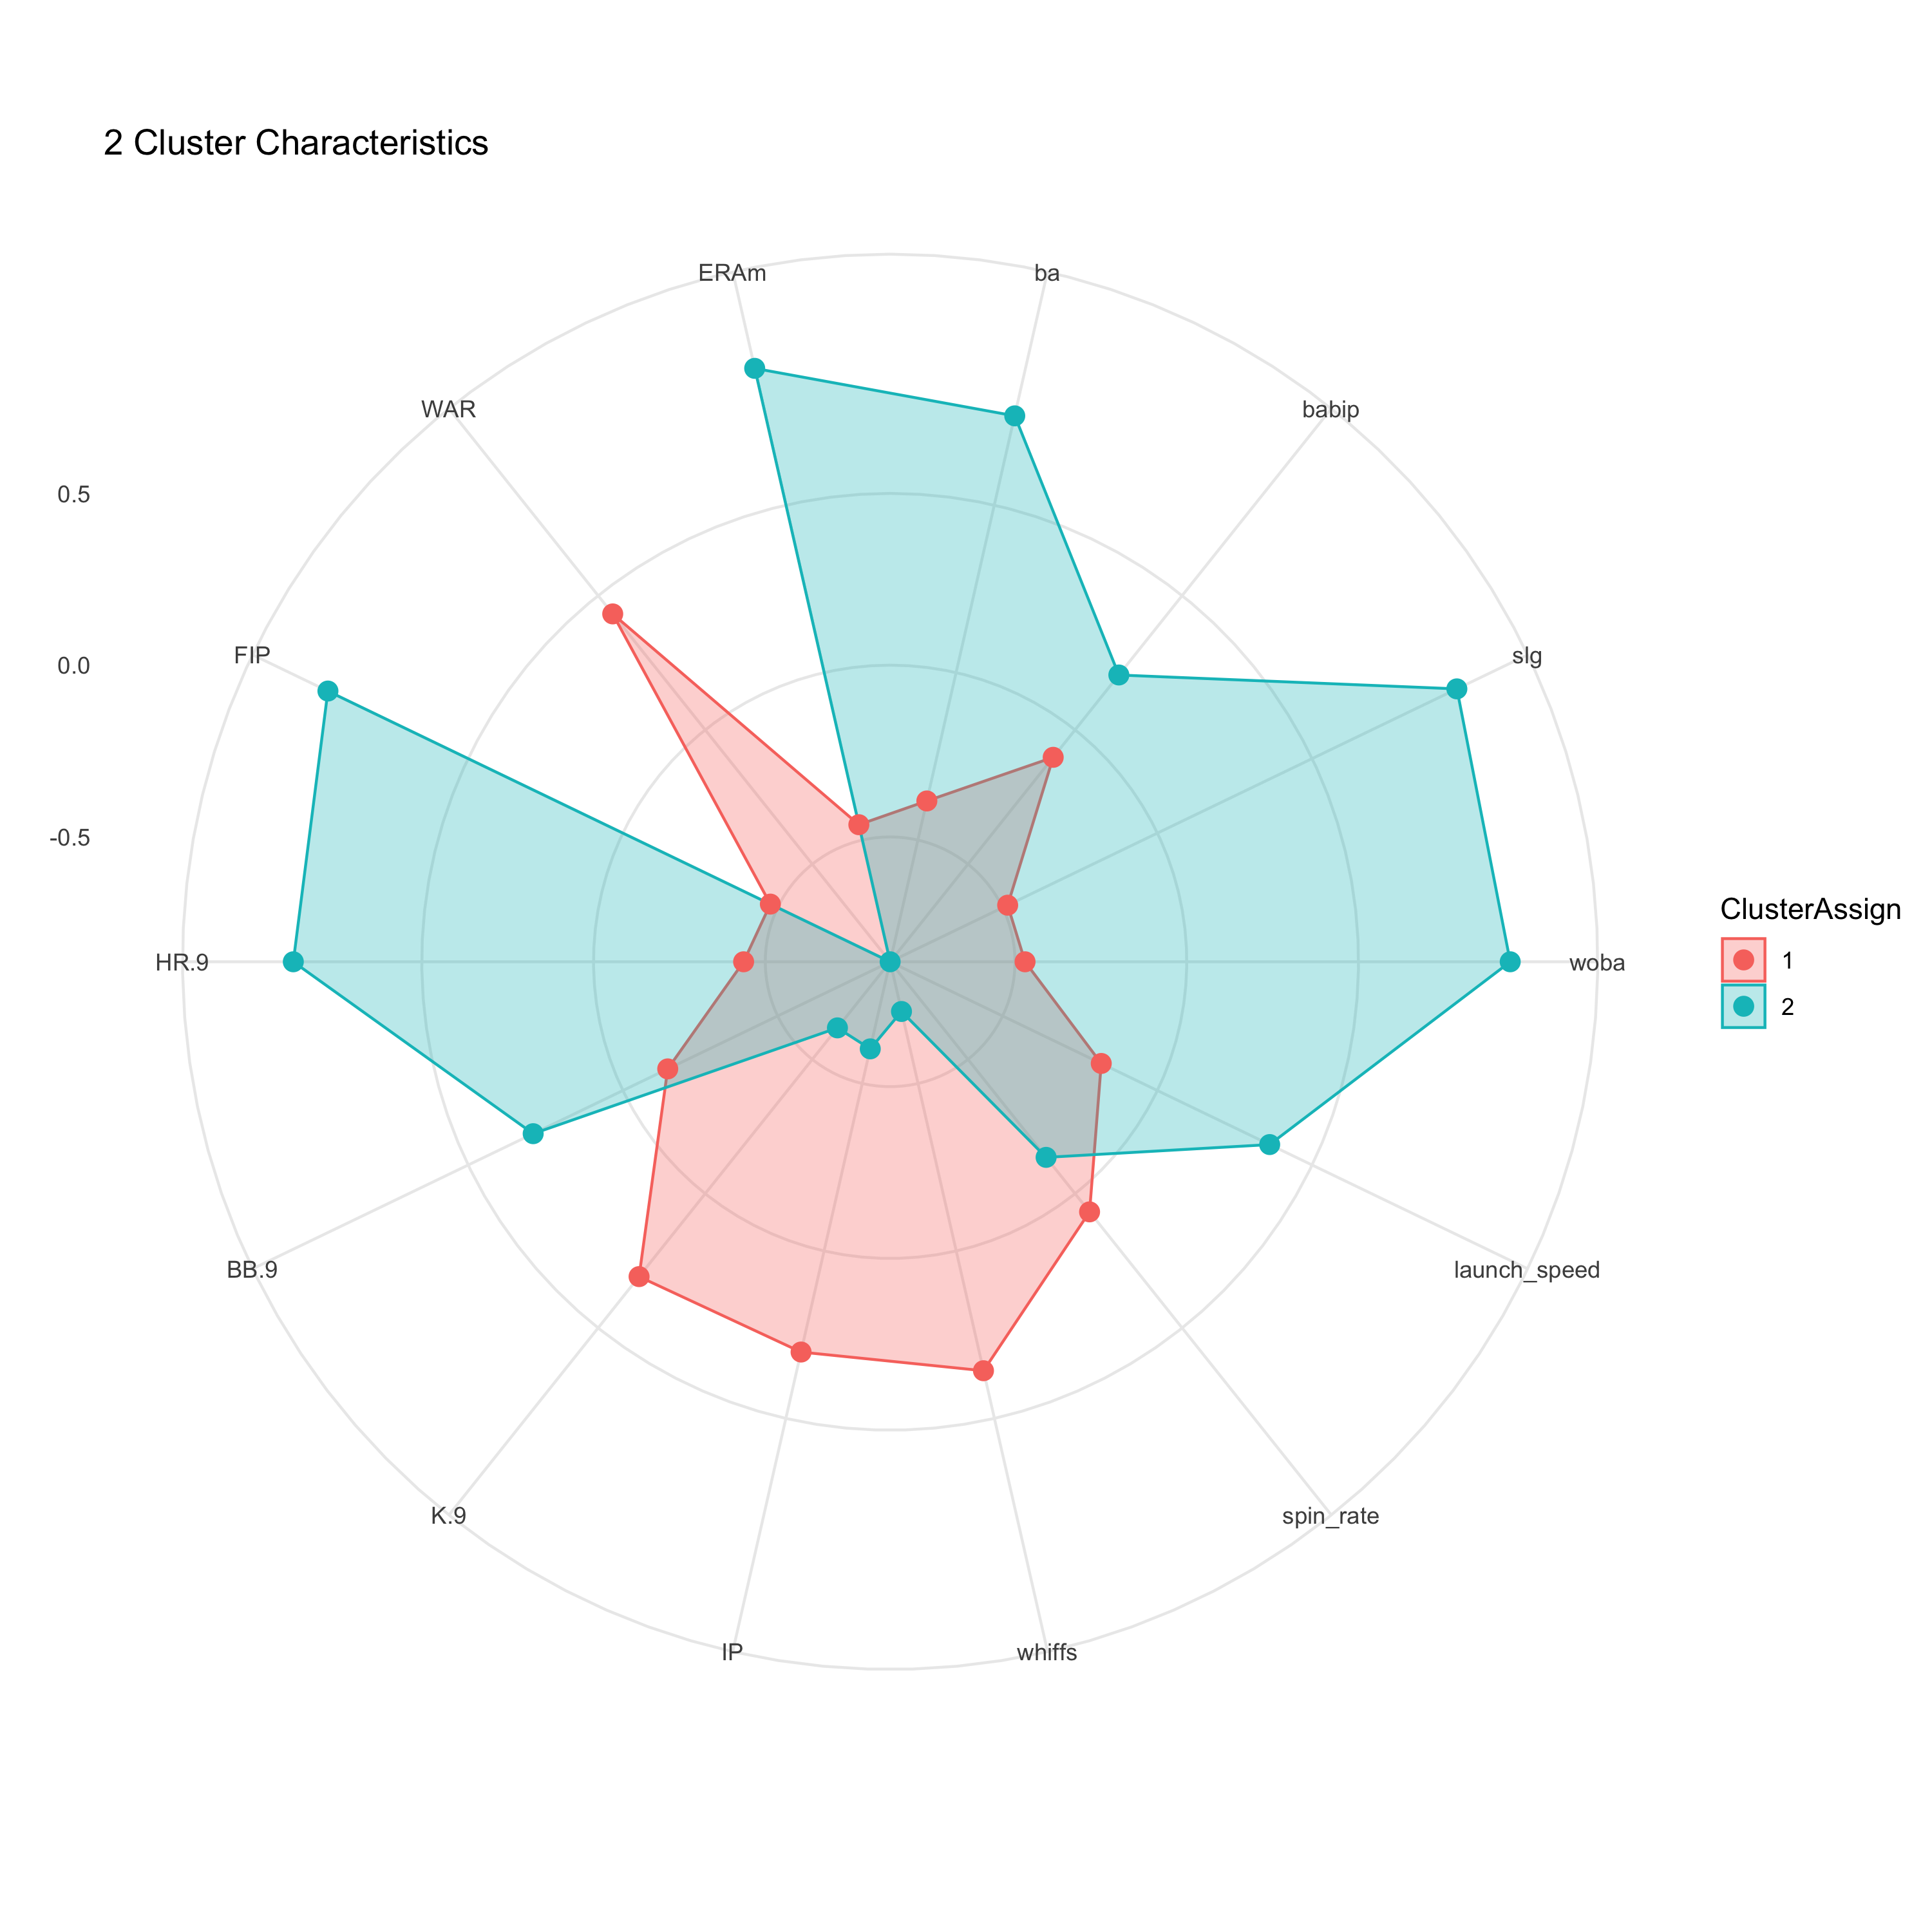 2 Cluster Characteristics
ERAm
ba
WAR
babip
0.5
FIP
slg
0.0
-0.5
HR.9
woba
ClusterAssign
1
2
BB.9
launch_speed
K.9
spin_rate
IP
whiffs